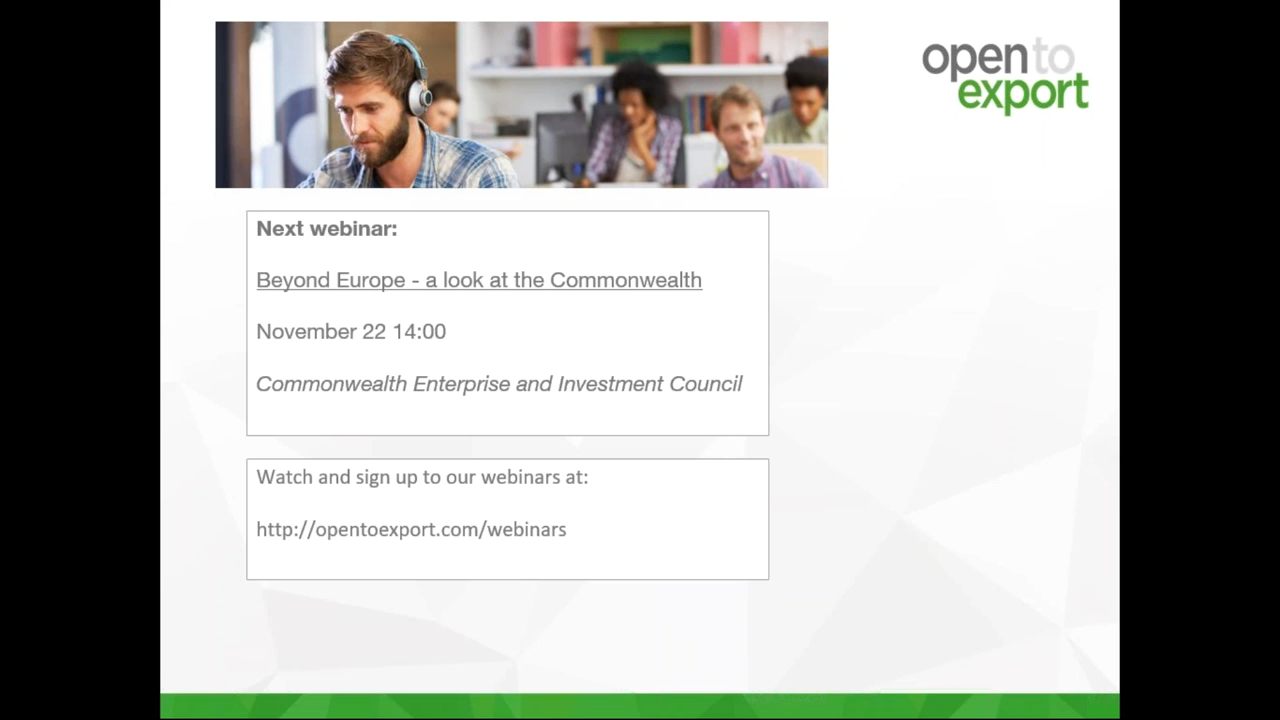 open to
export
Next webinar:
Beyond Europe - a look at the Commonwealth
November 22 14:00
Commonwealth Enterprise and Investment Council
Watch and sign up to our webinars at:
http://opentoexport.com/webinars